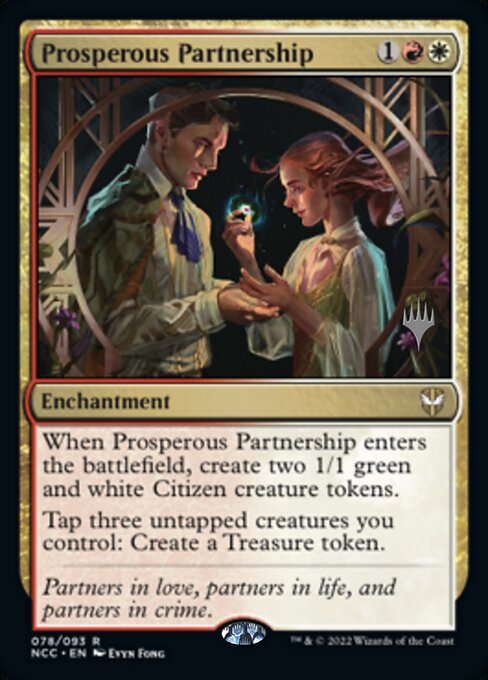 Prosperous Partnership 1
Enchantment
When Prosperous Partnership enters
the battlefield, create two 1/1 green
and white Citizen creature tokens.
Tap three untapped creatures you
control: Create a Treasure token.
Partners in love, partners in life, and
partners in crime.
078/093 R
NCC • EN Evyn Fong
™ & © 2022 Wizards of the Coast